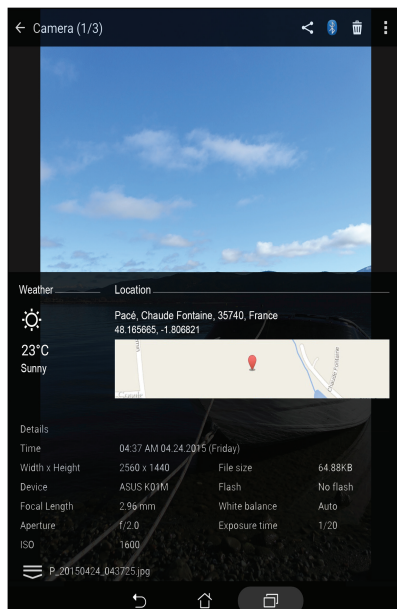 Camera (1/3)
Weather
Location
23°C
Sunny
Pacé, Chaude Fontaine, 35740, France
48.165665, -1.806821
Chaude Fontaine
Google
Details
Time 04:37 AM 04.24.2015 (Friday)
Width x Height 2560 x 1440 File size 64.88KB
Device ASUS K01M Flash No flash
Focal Length 2.96 mm White balance Auto
Aperture f/2.0 Exposure time 1/20
ISO 1600
P_20150424_043725.jpg